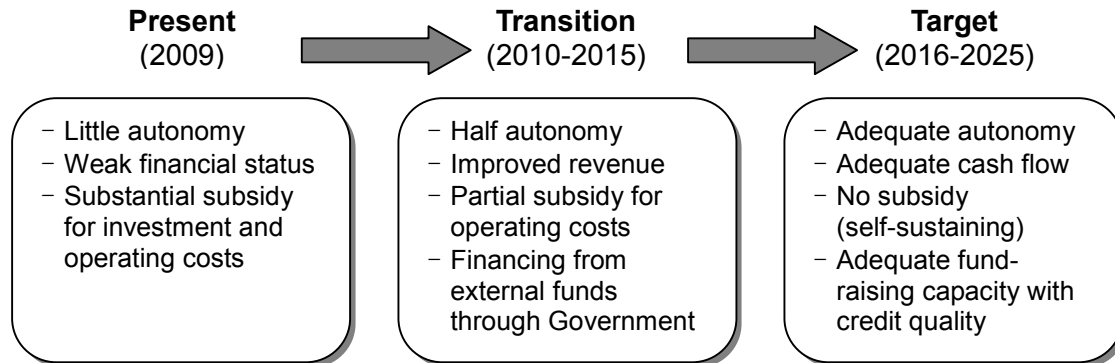 Present
(2009)
Transition
(2010-2015)
Target
(2016-2025)
− Little autonomy
− Weak financial status
− Substantial subsidy
for investment and
operating costs
− Half autonomy
− Improved revenue
− Partial subsidy for
operating costs
− Financing from
external funds
through Government
− Adequate autonomy
− Adequate cash flow
− No subsidy
(self-sustaining)
− Adequate fund-
raising capacity with
credit quality